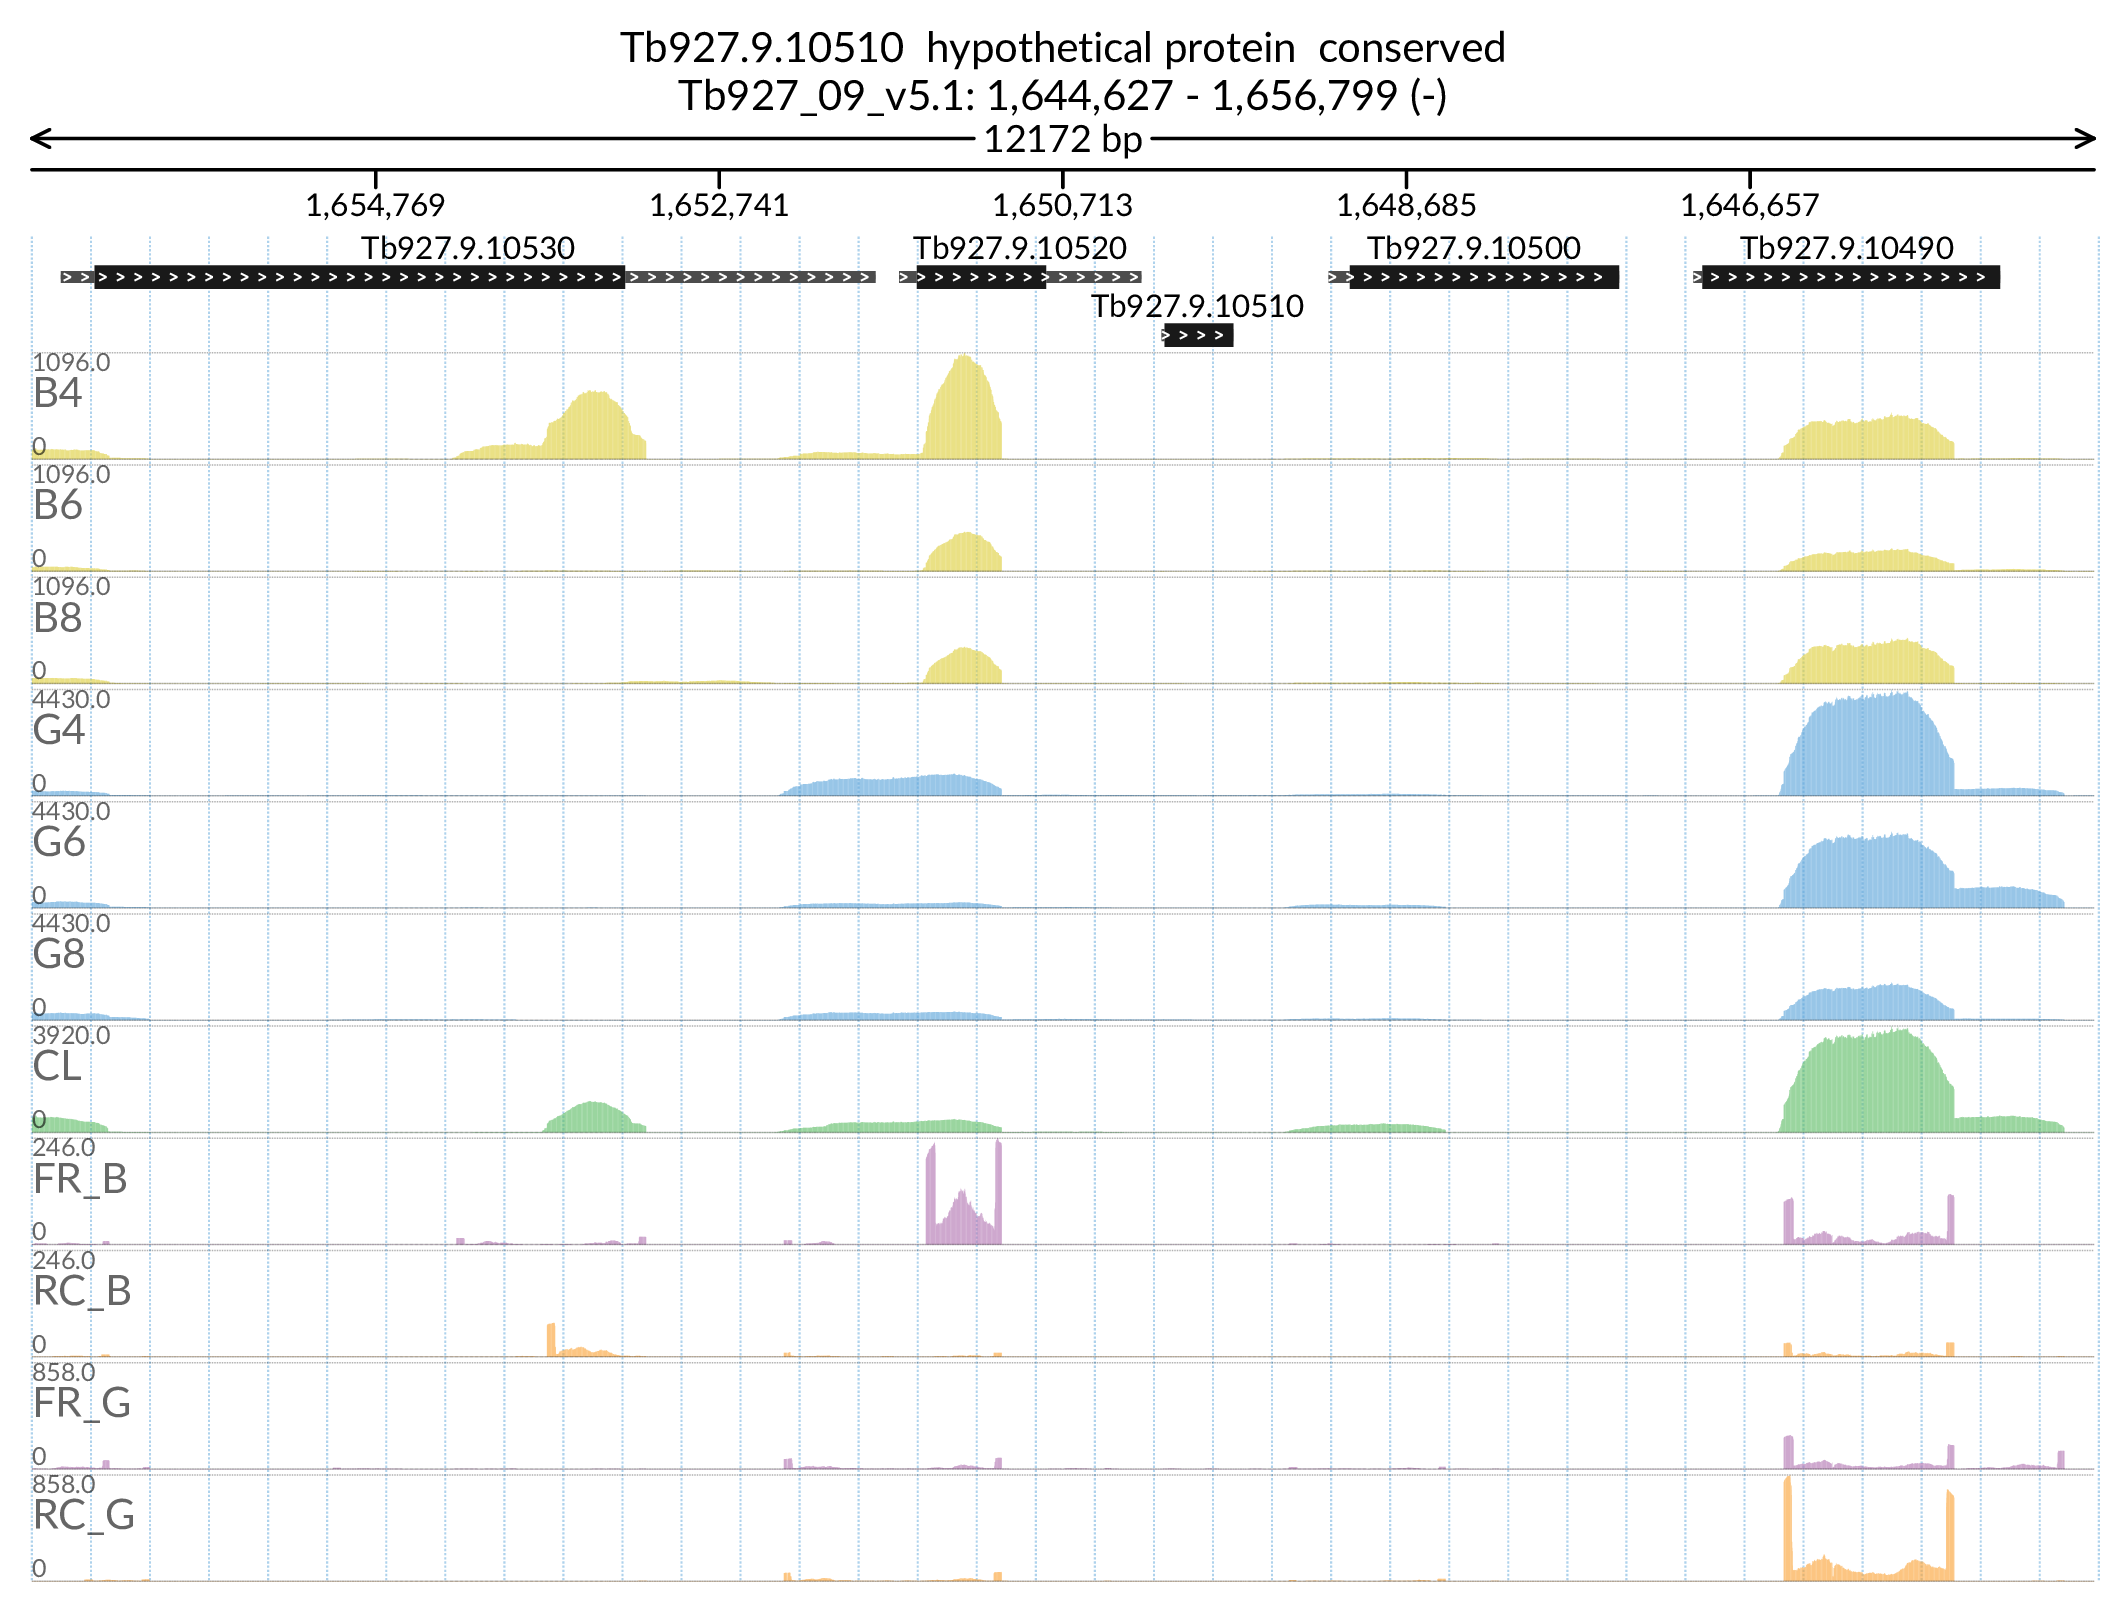 Tb927.9.10510  hypothetical protein  conserved
Tb927_09_v5.1: 1,644,627 - 1,656,799 (-)
12172 bp
1,654,769 1,652,741 1,650,713 1,648,685 1,646,657
Tb927.9.10530 Tb927.9.10520 Tb927.9.10500 Tb927.9.10490
Tb927.9.10510
1096.0
B4
0
1096.0
B6
0
1096.0
B8
0
4430.0
G4
0
4430.0
G6
0
4430.0
G8
0
3920.0
CL
0
246.0
FR_B
0
246.0
RC_B
0
858.0
FR_G
0
858.0
RC_G
0